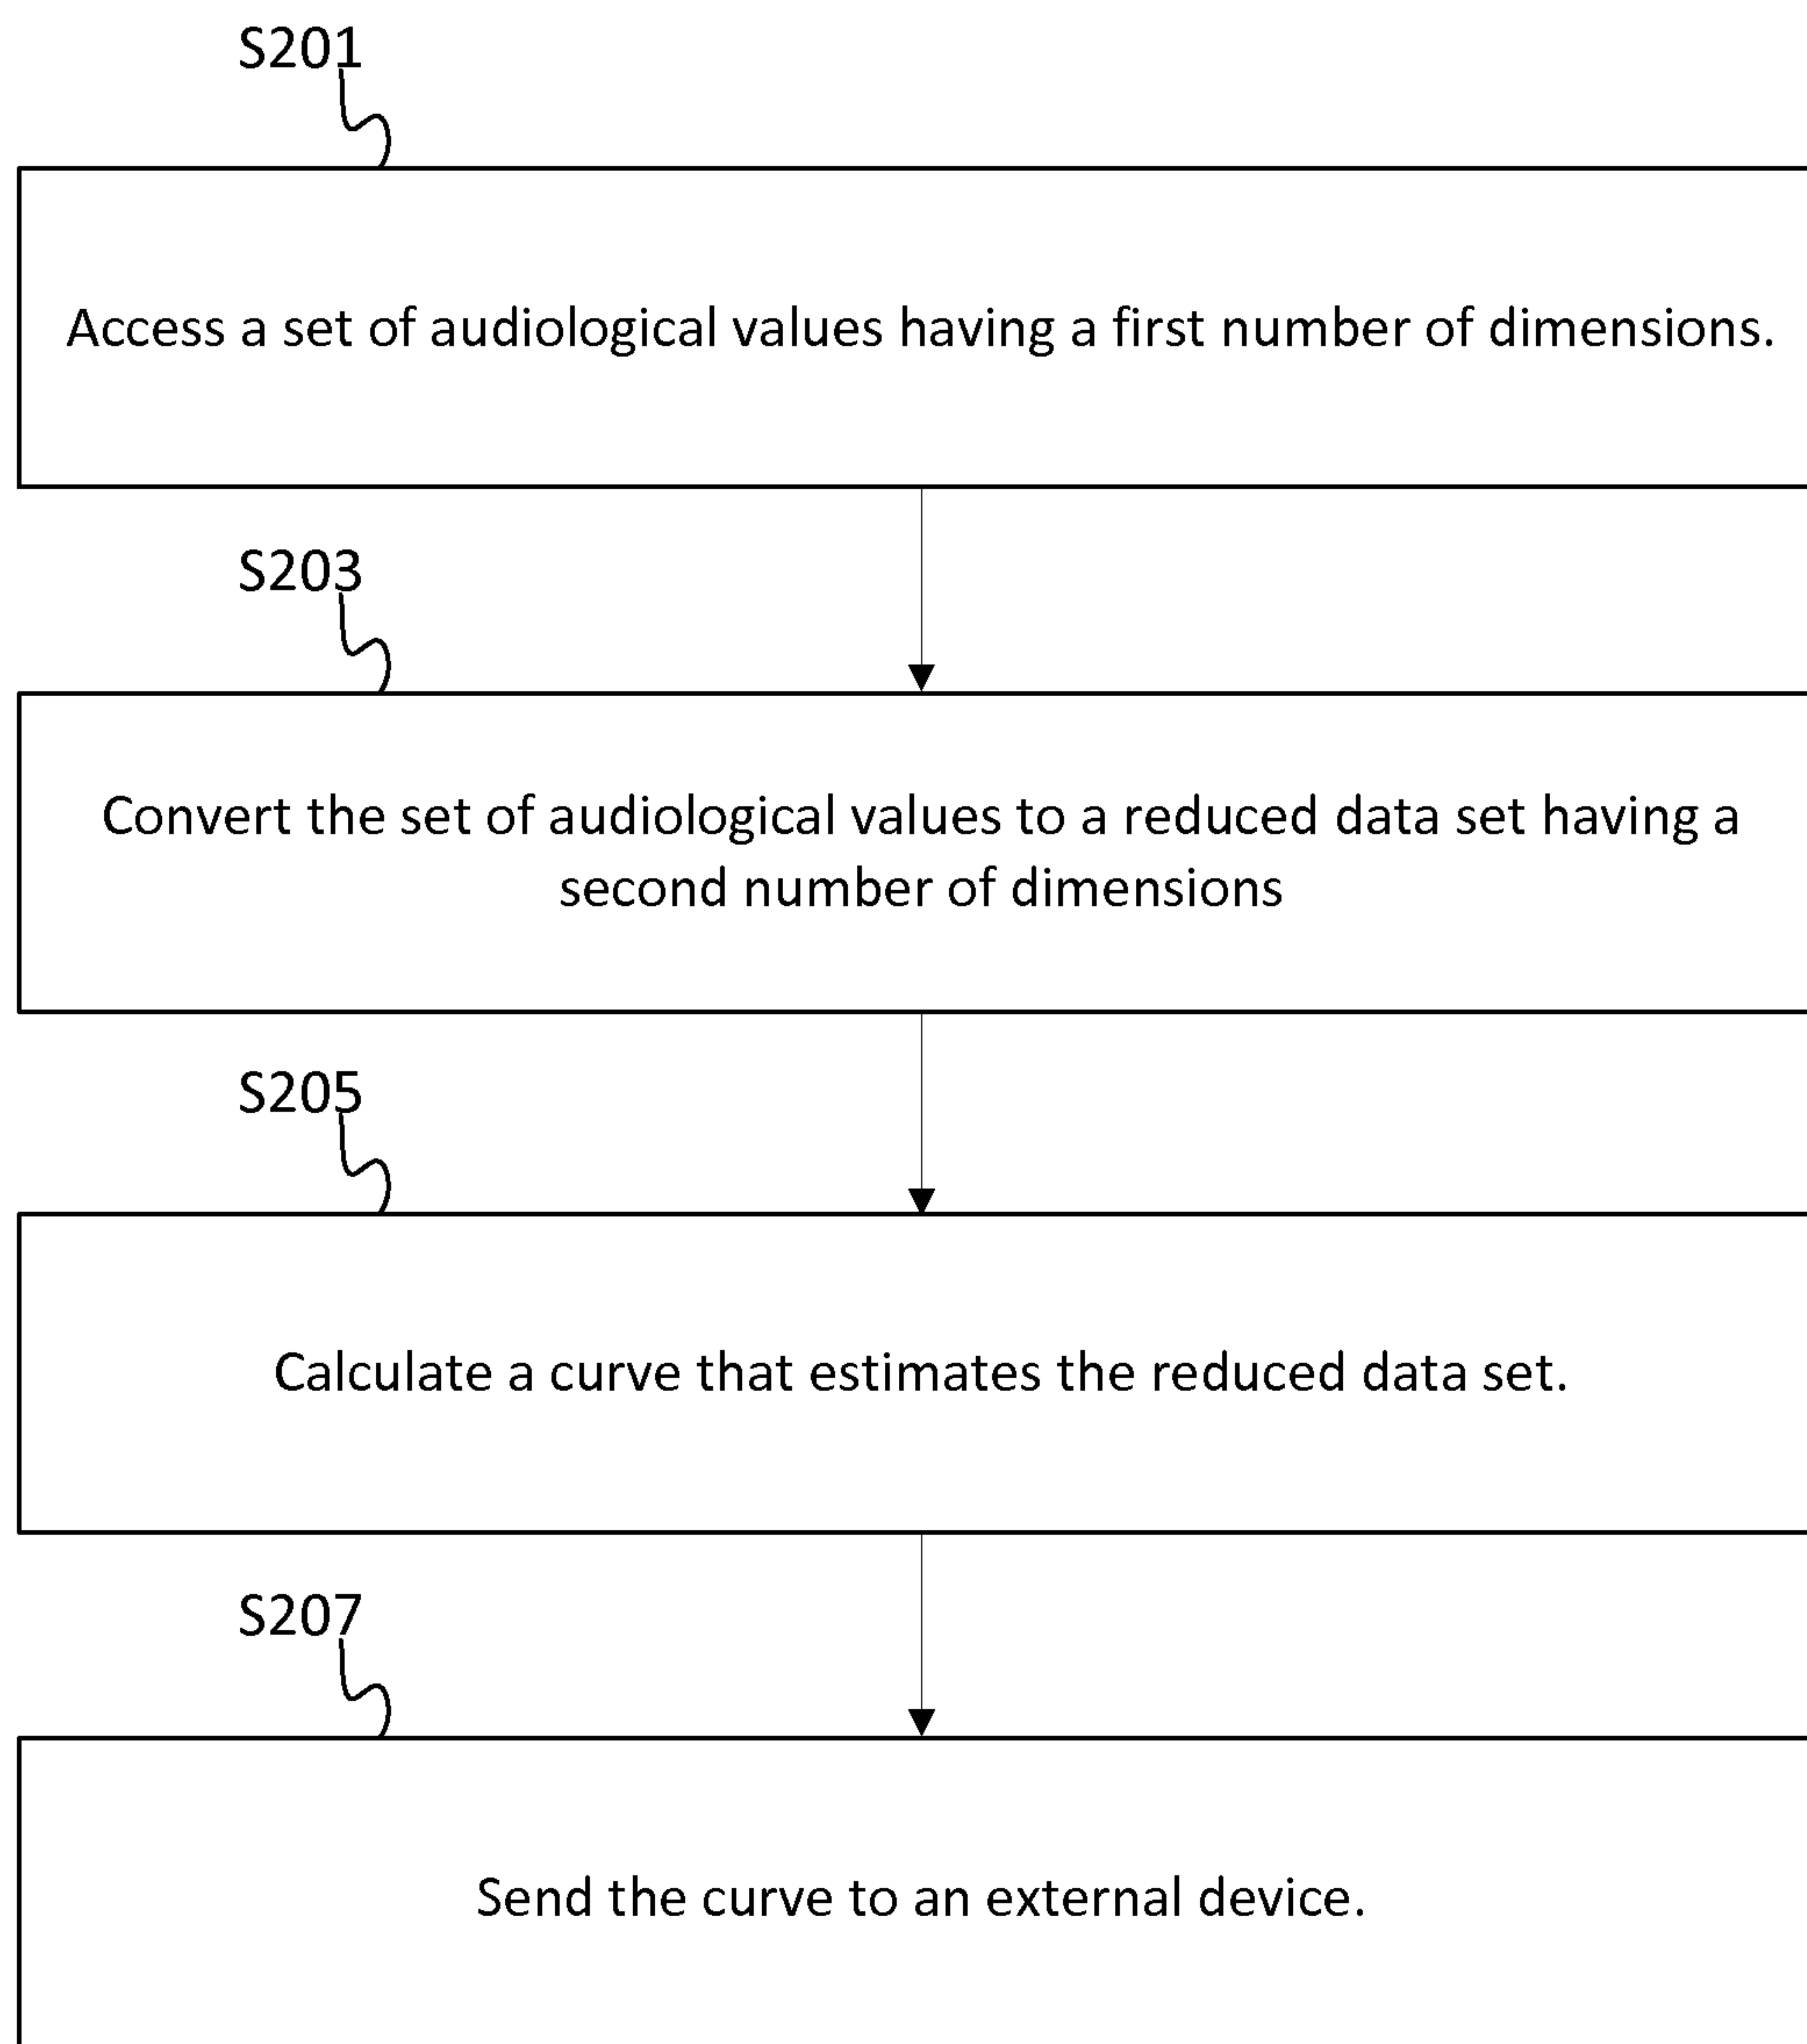 S201
Access a set of audiological values having a first number of dimensions.
S203
Convert the set of audiological values to a reduced data set having a
second number of dimensions
S205
Calculate a curve that estimates the reduced data set.
S207
Send the curve to an external device.